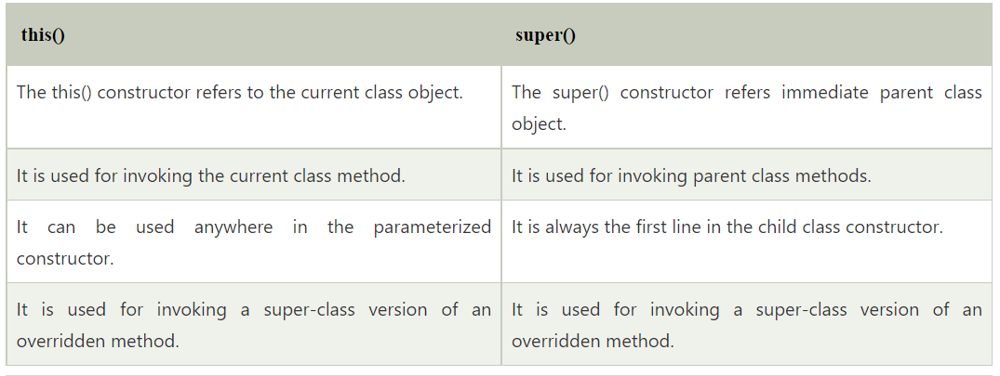 this()
super()
The this() constructor refers to the current class object.
The super() constructor refers immediate parent class
object.
It is used for invoking the current class method.
It is used for invoking parent class methods.
It can be used anywhere in the parameterized
constructor.
It is always the first line in the child class constructor.
It is used for invoking a super-class version of an
overridden method.
It is used for invoking a super-class version of an
overridden method.